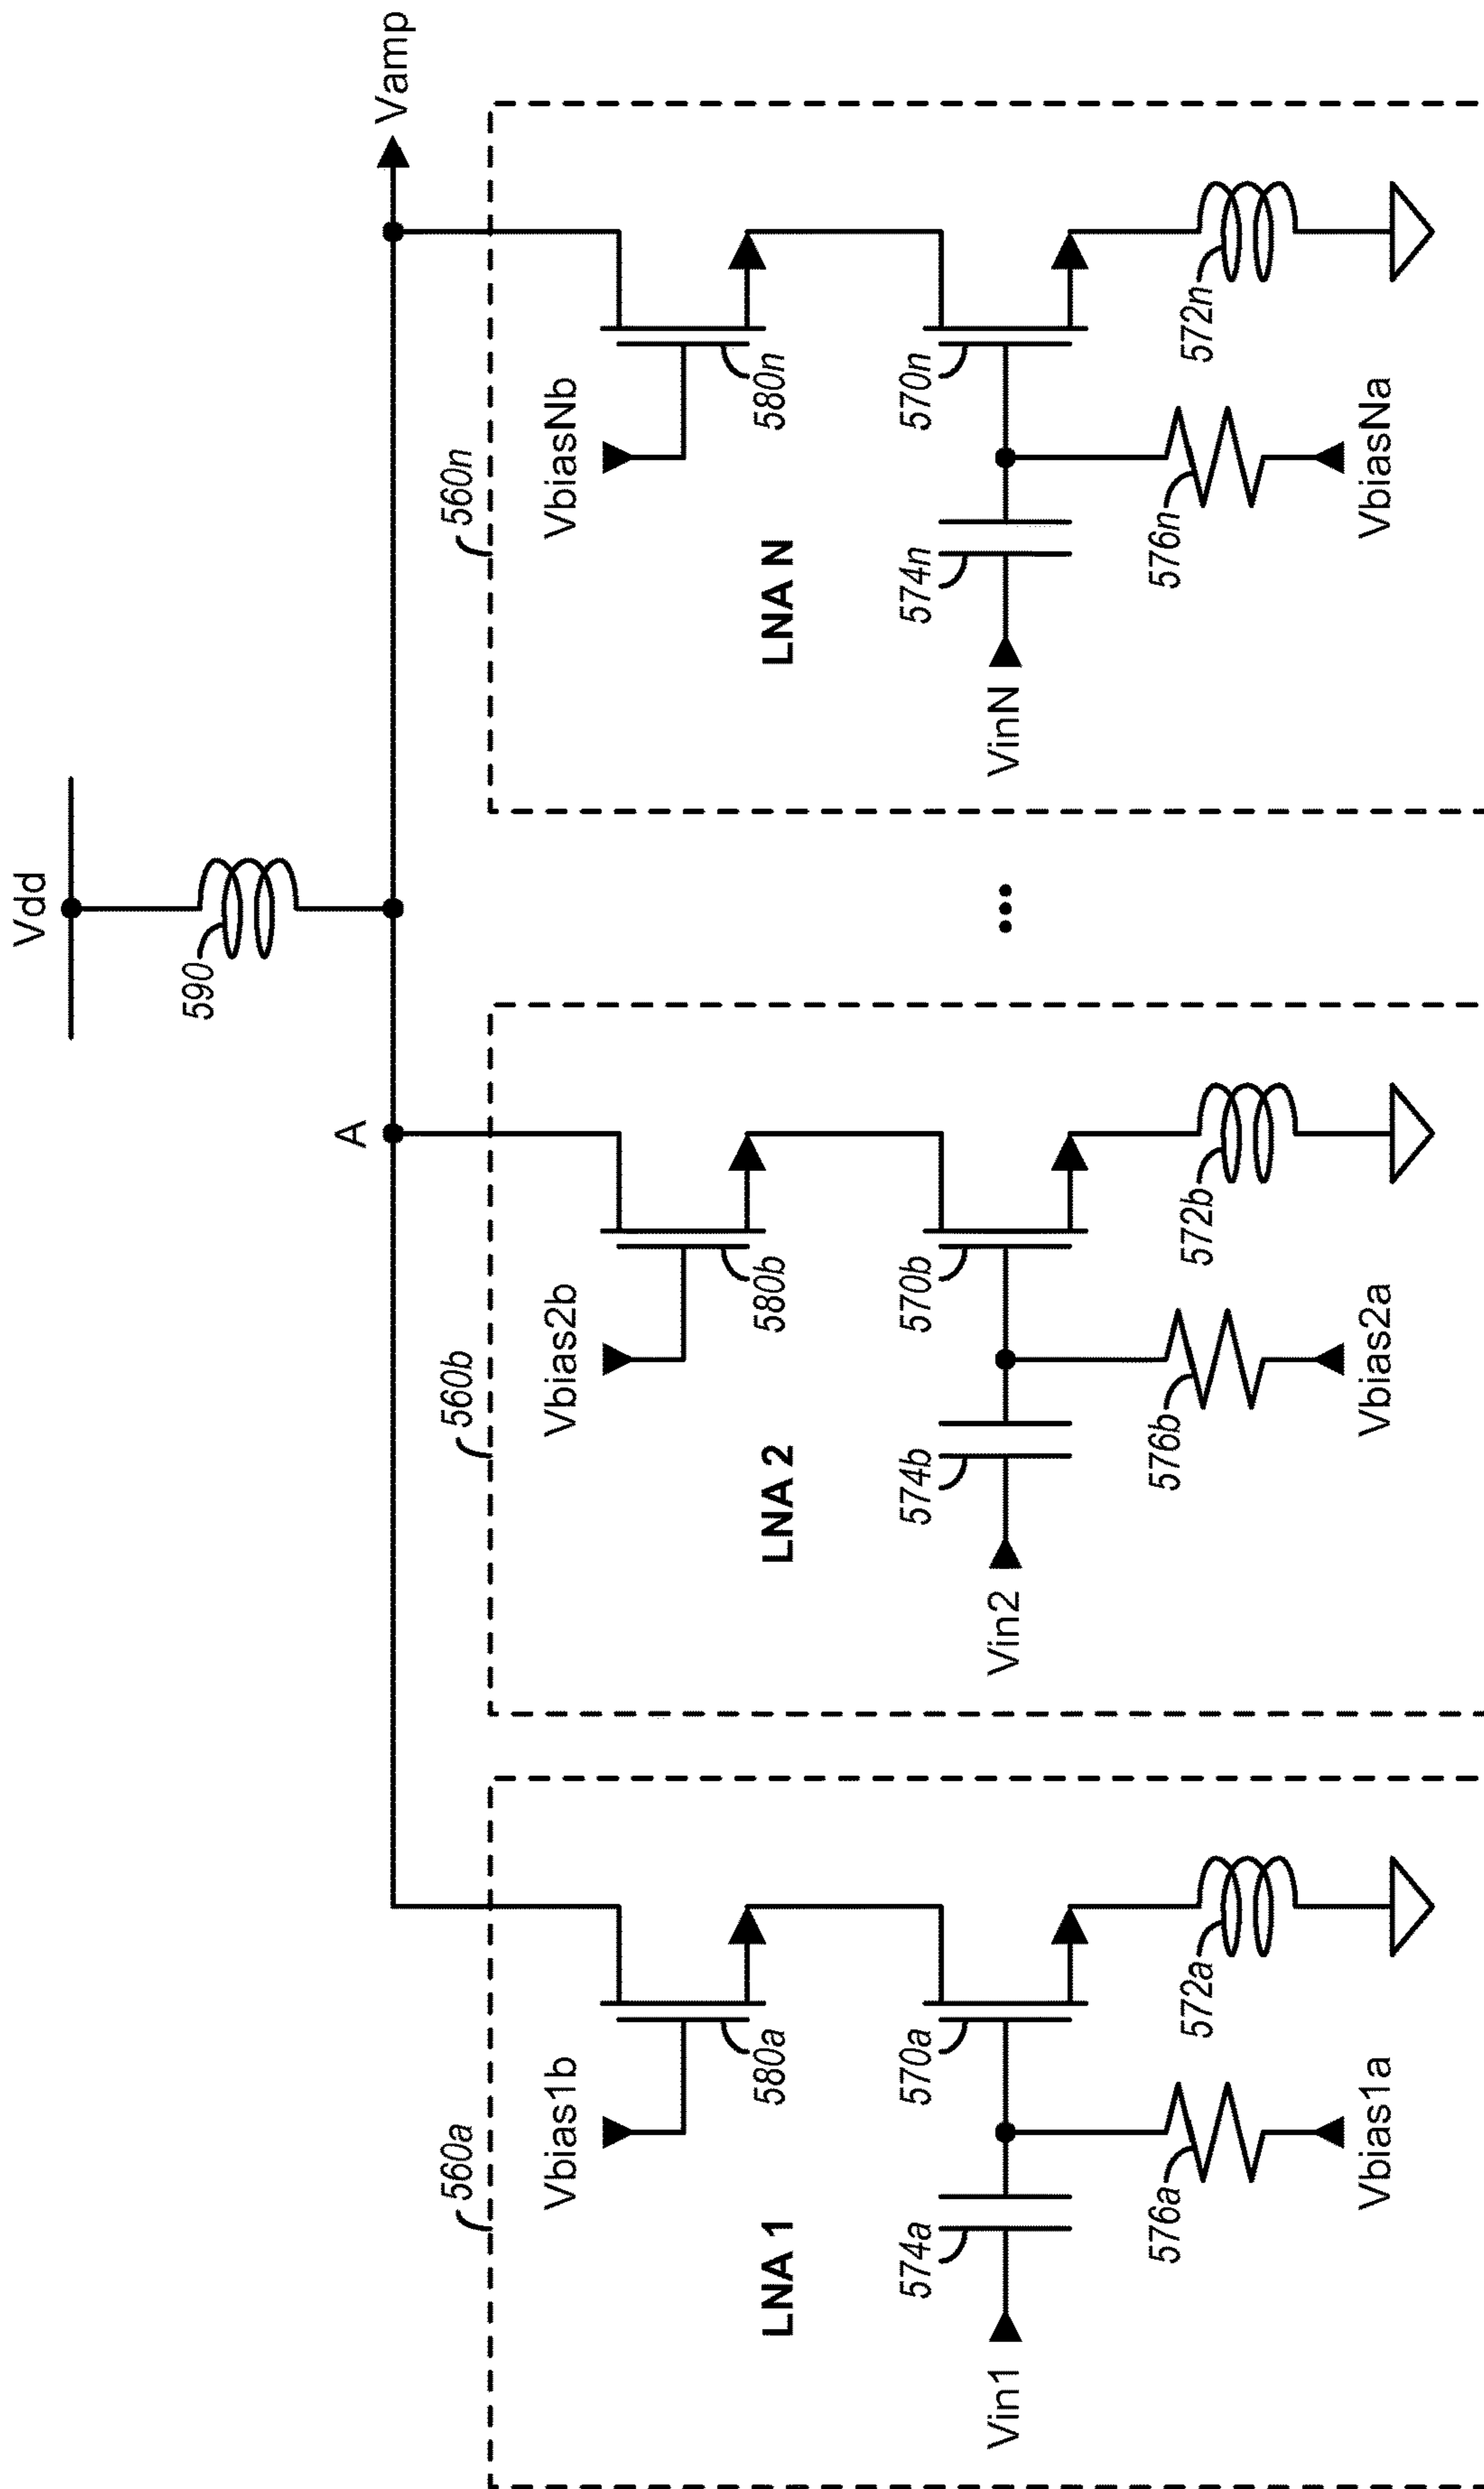 Vdd
590
A
Vamp
560a
Vbias1b
580a
LNA 1
574a
570a
Vin1
576a
572a
Vbias1a
560b
Vbias2b
580b
LNA 2
574b
570b
Vin2
576b
572b
Vbias2a
...
560n
VbiasNb
580n
LNA N
574n
570n
VinN
576n
572n
VbiasNa